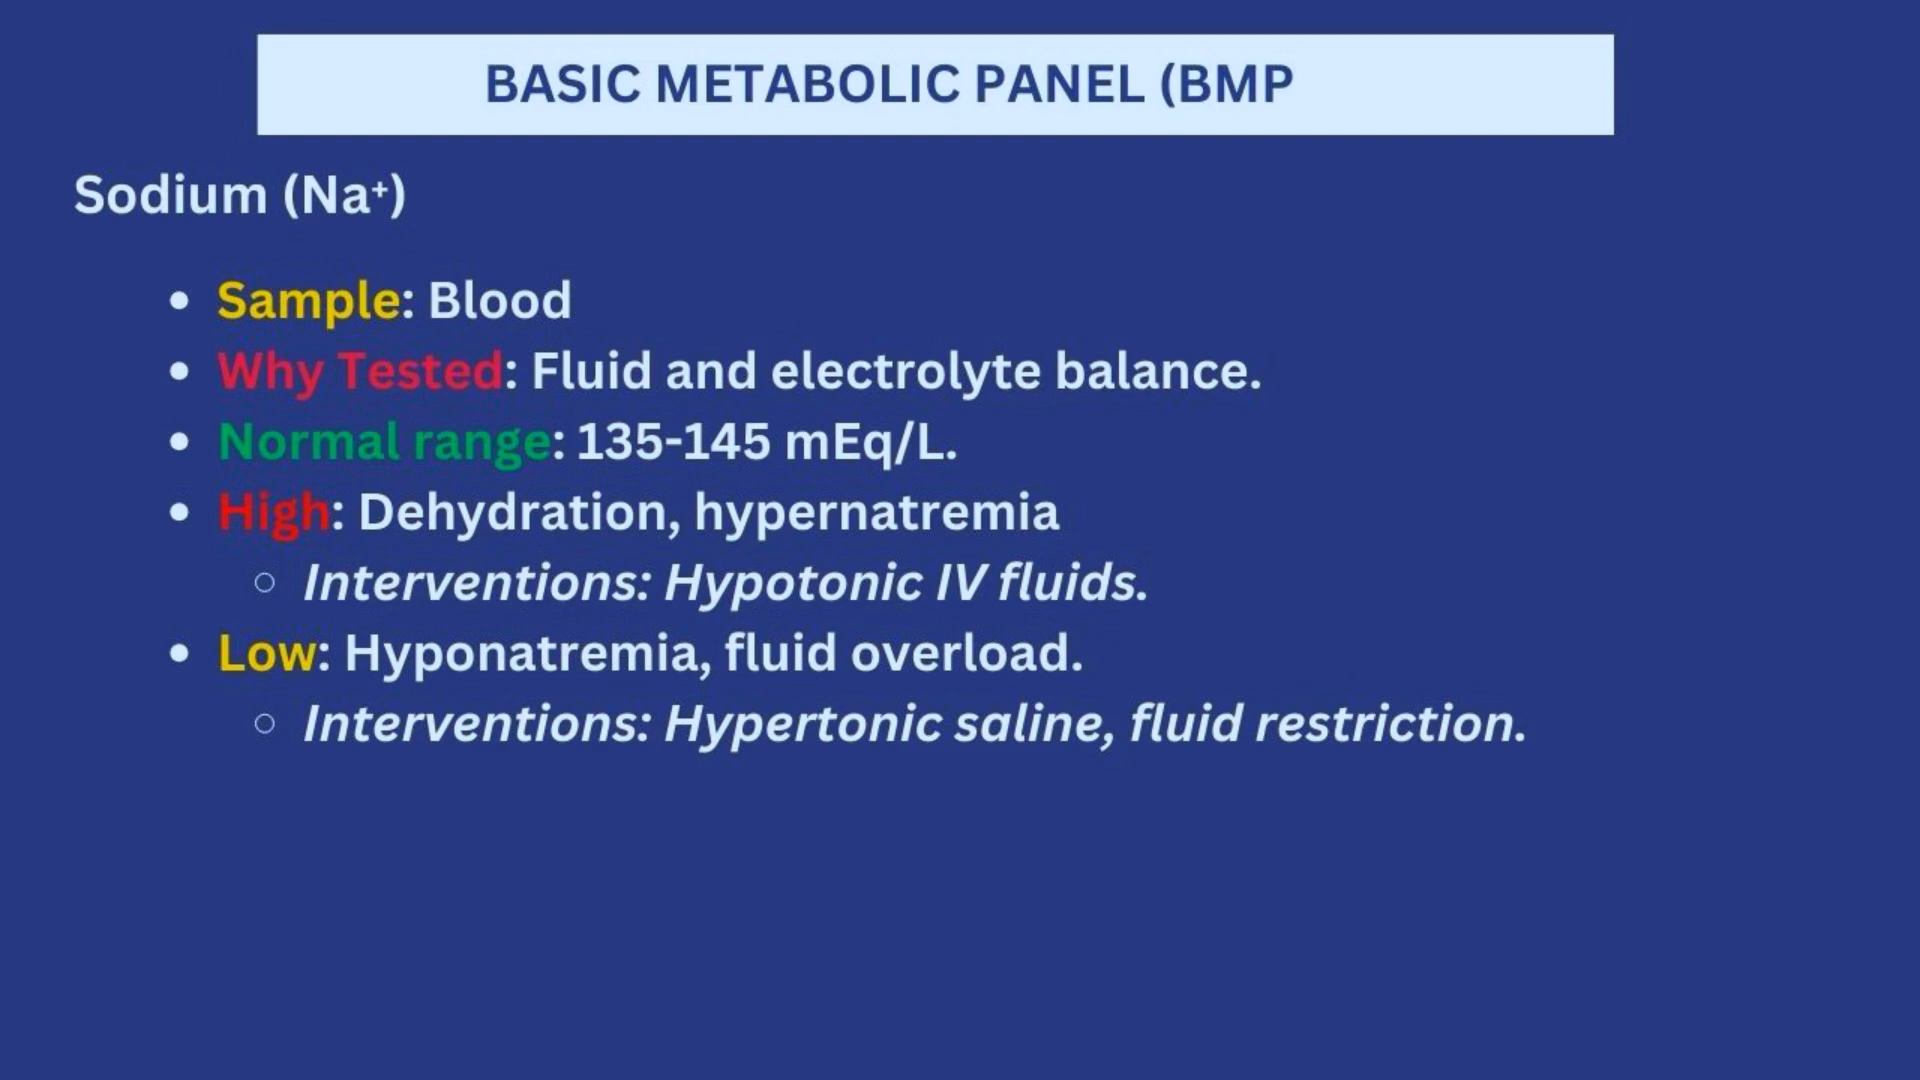 BASIC METABOLIC PANEL (BMP
Sodium (Na⁺)
• Sample: Blood
• Why Tested: Fluid and electrolyte balance.
• Normal range: 135-145 mEq/L.
• High: Dehydration, hypernatremia
○ Interventions: Hypotonic IV fluids.
• Low: Hyponatremia, fluid overload.
○ Interventions: Hypertonic saline, fluid restriction.